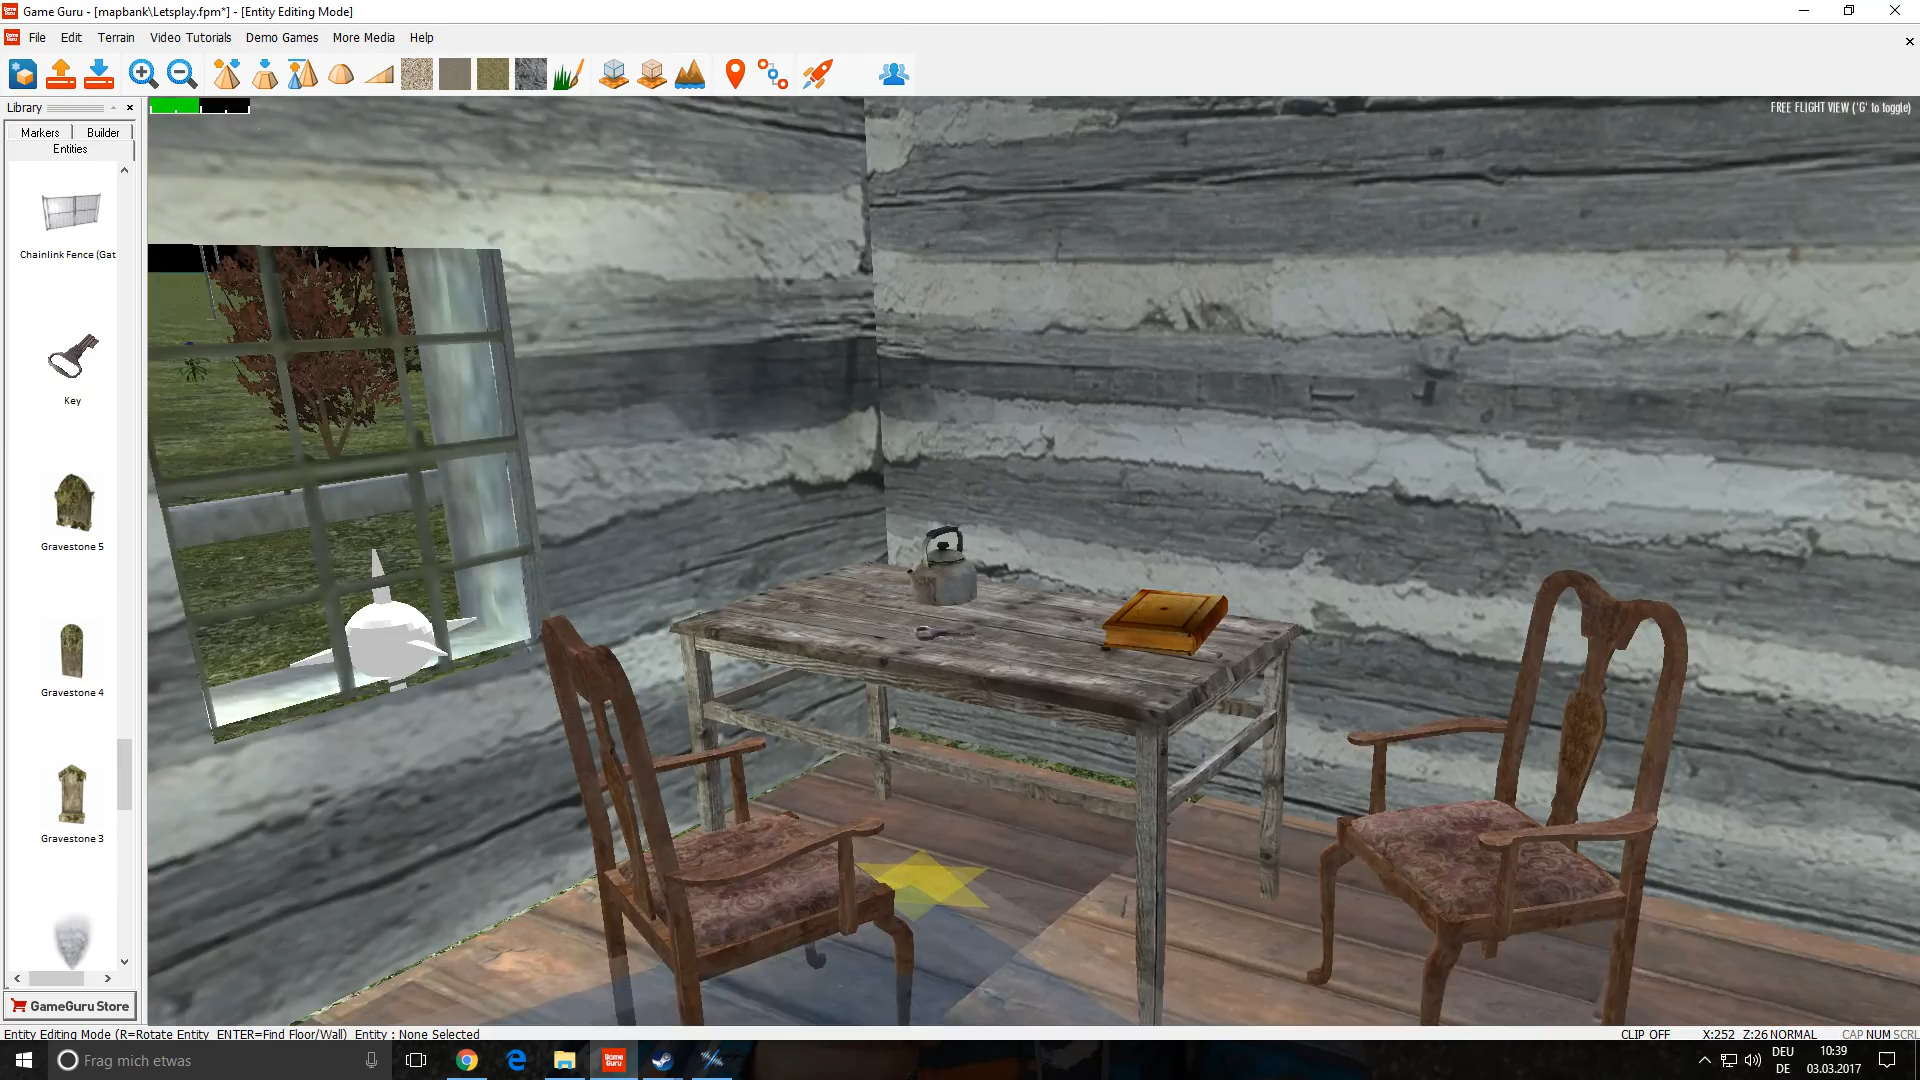 Game Guru - [mapbank\Letsplay.fpm*] - [Entity Editing Mode]
File Edit Terrain Video Tutorials Demo Games More Media Help
Library
FREE FLIGHT VIEW ('G' to toggle)
Markers Builder
Entities
Chainlink Fence (Gat
Key
Gravestone 5
Gravestone 4
Gravestone 3
GameGuru Store
Entity Editing Mode (R=Rotate Entity ENTER=Find Floor/Wall) Entity : None Selected
CLIP OFF X:252 Z:26 NORMAL CAP NUM SCRL
Frag mich etwas
Game
Guru
DEU
DE
10:39
03.03.2017